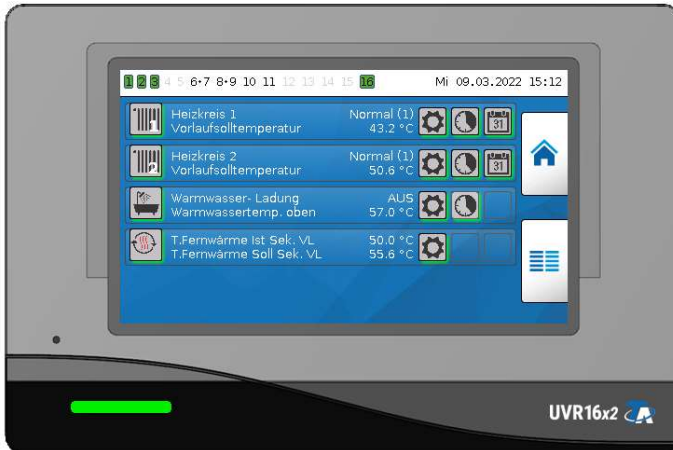 1 2 3 4 5 6•7 8•9 10 11 12 13 14 15 16 Mi 09.03.2022 15:12
Heizkreis 1 Normal (1)
Vorlaufsolltemperatur 43.2 °C
31
Heizkreis 2 Normal (1)
Vorlaufsolltemperatur 50.6 °C
31
Warmwasser- Ladung AUS
Warmwassertemp. oben 57.0 °C
T.Fernwärme Ist Sek. VL 50.0 °C
T.Fernwärme Soll Sek. VL 55.6 °C
UVR16x2 TA